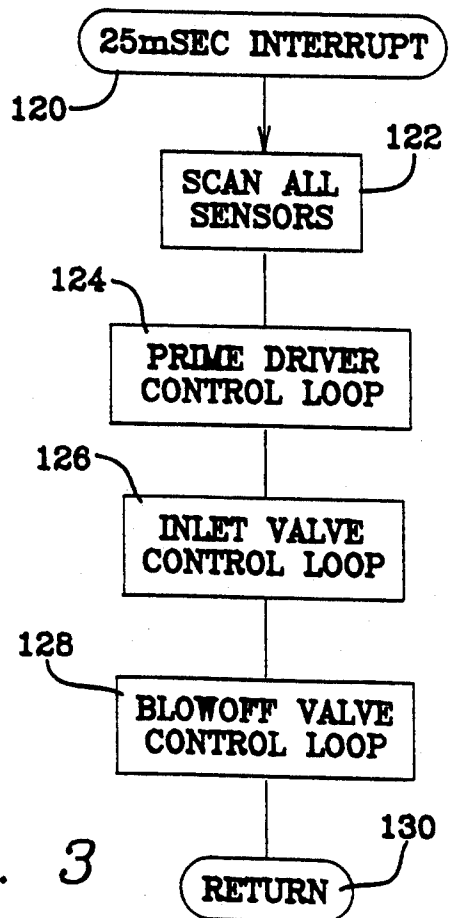 25mSEC INTERRUPT
120
122
SCAN ALL
SENSORS
124
PRIME DRIVER
CONTROL LOOP
126
INLET VALVE
CONTROL LOOP
128
BLOWOFF VALVE
CONTROL LOOP
130
. 3
RETURN